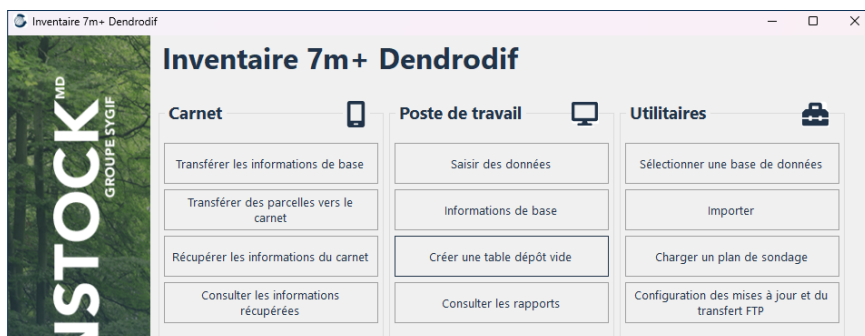 Inventaire 7m+ Dendrodif
Inventaire 7m+ Dendrodif
NSTOCK MD
GROUPE SYGIF
Carnet
Transférer les informations de base
Transférer des parcelles vers le
carnet
Récupérer les informations du carnet
Consulter les informations
récupérées
Poste de travail
Saisir des données
Informations de base
Créer une table dépôt vide
Consulter les rapports
Utilitaires
Sélectionner une base de données
Importer
Charger un plan de sondage
Configuration des mises à jour et du
transfert FTP